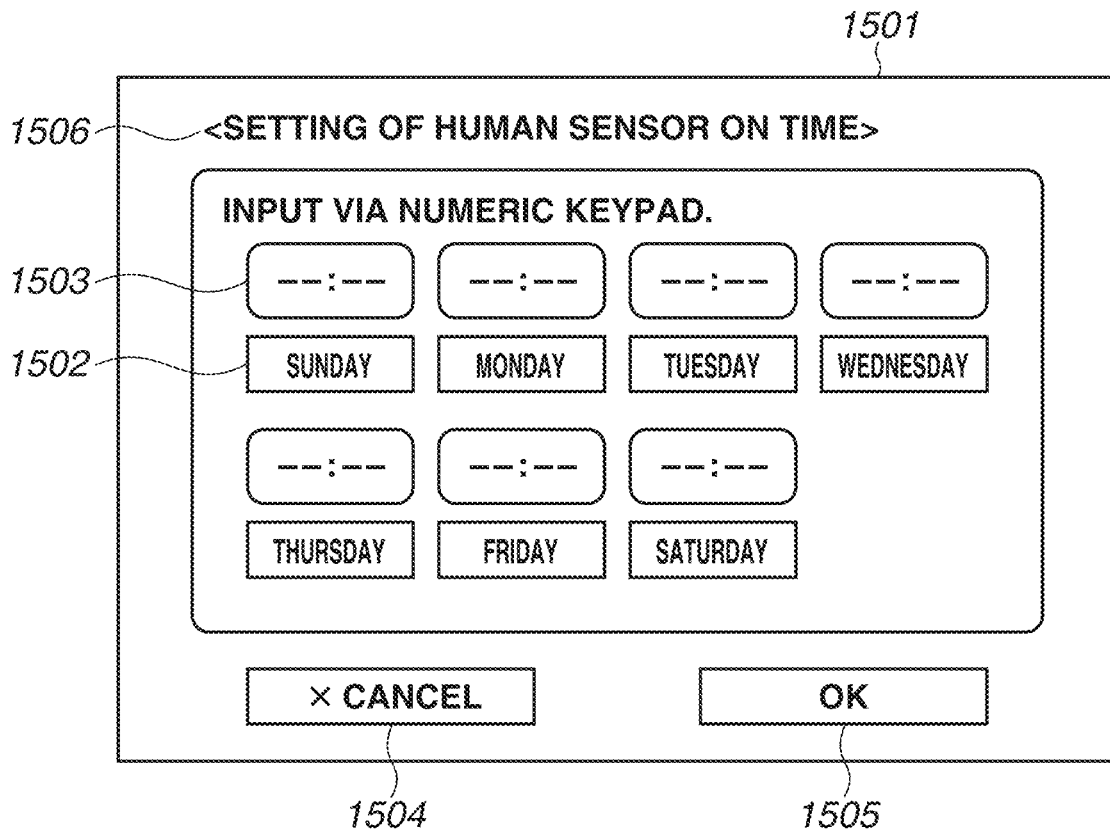 1501
1506 <SETTING OF HUMAN SENSOR ON TIME>
INPUT VIA NUMERIC KEYPAD.
1503 --:-- --:-- --:-- --:--
1502 SUNDAY MONDAY TUESDAY WEDNESDAY
--:-- --:-- --:--
THURSDAY FRIDAY SATURDAY
× CANCEL OK
1504 1505